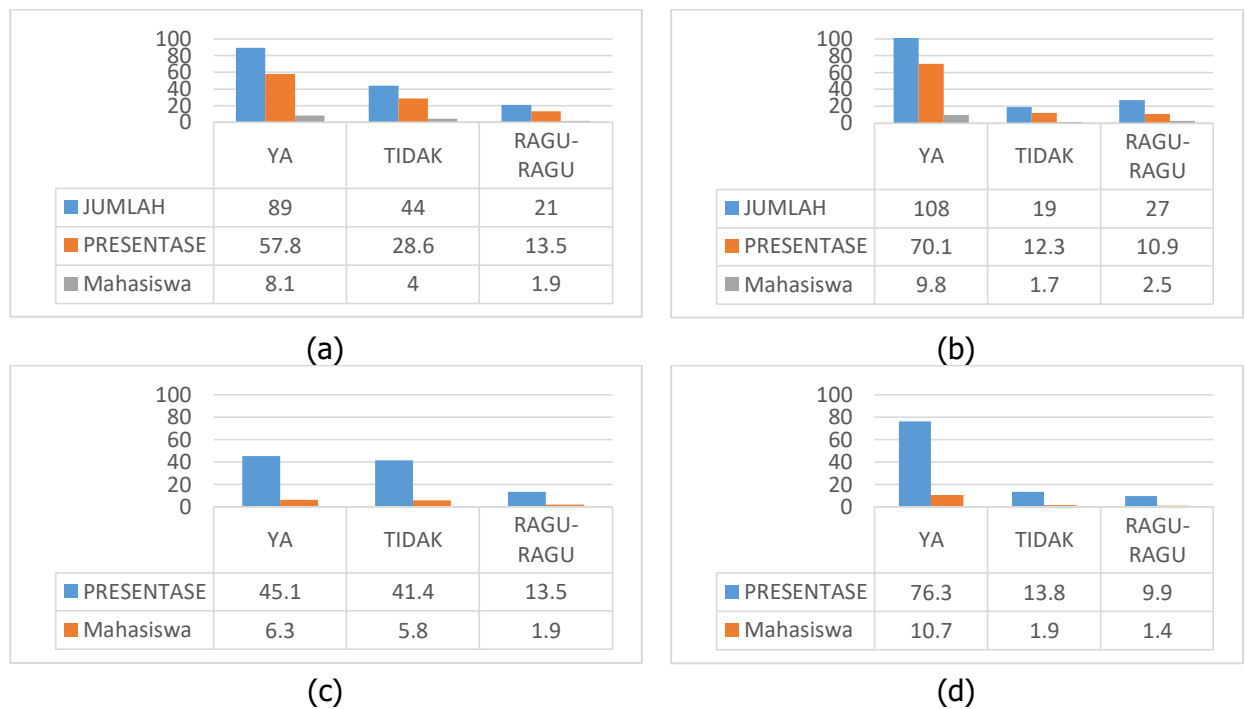 100
80
60
40
20
0
YA TIDAK RAGU-
RAGU
JUMLAH 89 44 21
PRESENTASE 57.8 28.6 13.5
Mahasiswa 8.1 4 1.9
(a)
100
80
60
40
20
0
YA TIDAK RAGU-
RAGU
JUMLAH 108 19 27
PRESENTASE 70.1 12.3 10.9
Mahasiswa 9.8 1.7 2.5
(b)
100
80
60
40
20
0
YA TIDAK RAGU-
RAGU
PRESENTASE 45.1 41.4 13.5
Mahasiswa 6.3 5.8 1.9
(c)
100
80
60
40
20
0
YA TIDAK RAGU-
RAGU
PRESENTASE 76.3 13.8 9.9
Mahasiswa 10.7 1.9 1.4
(d)